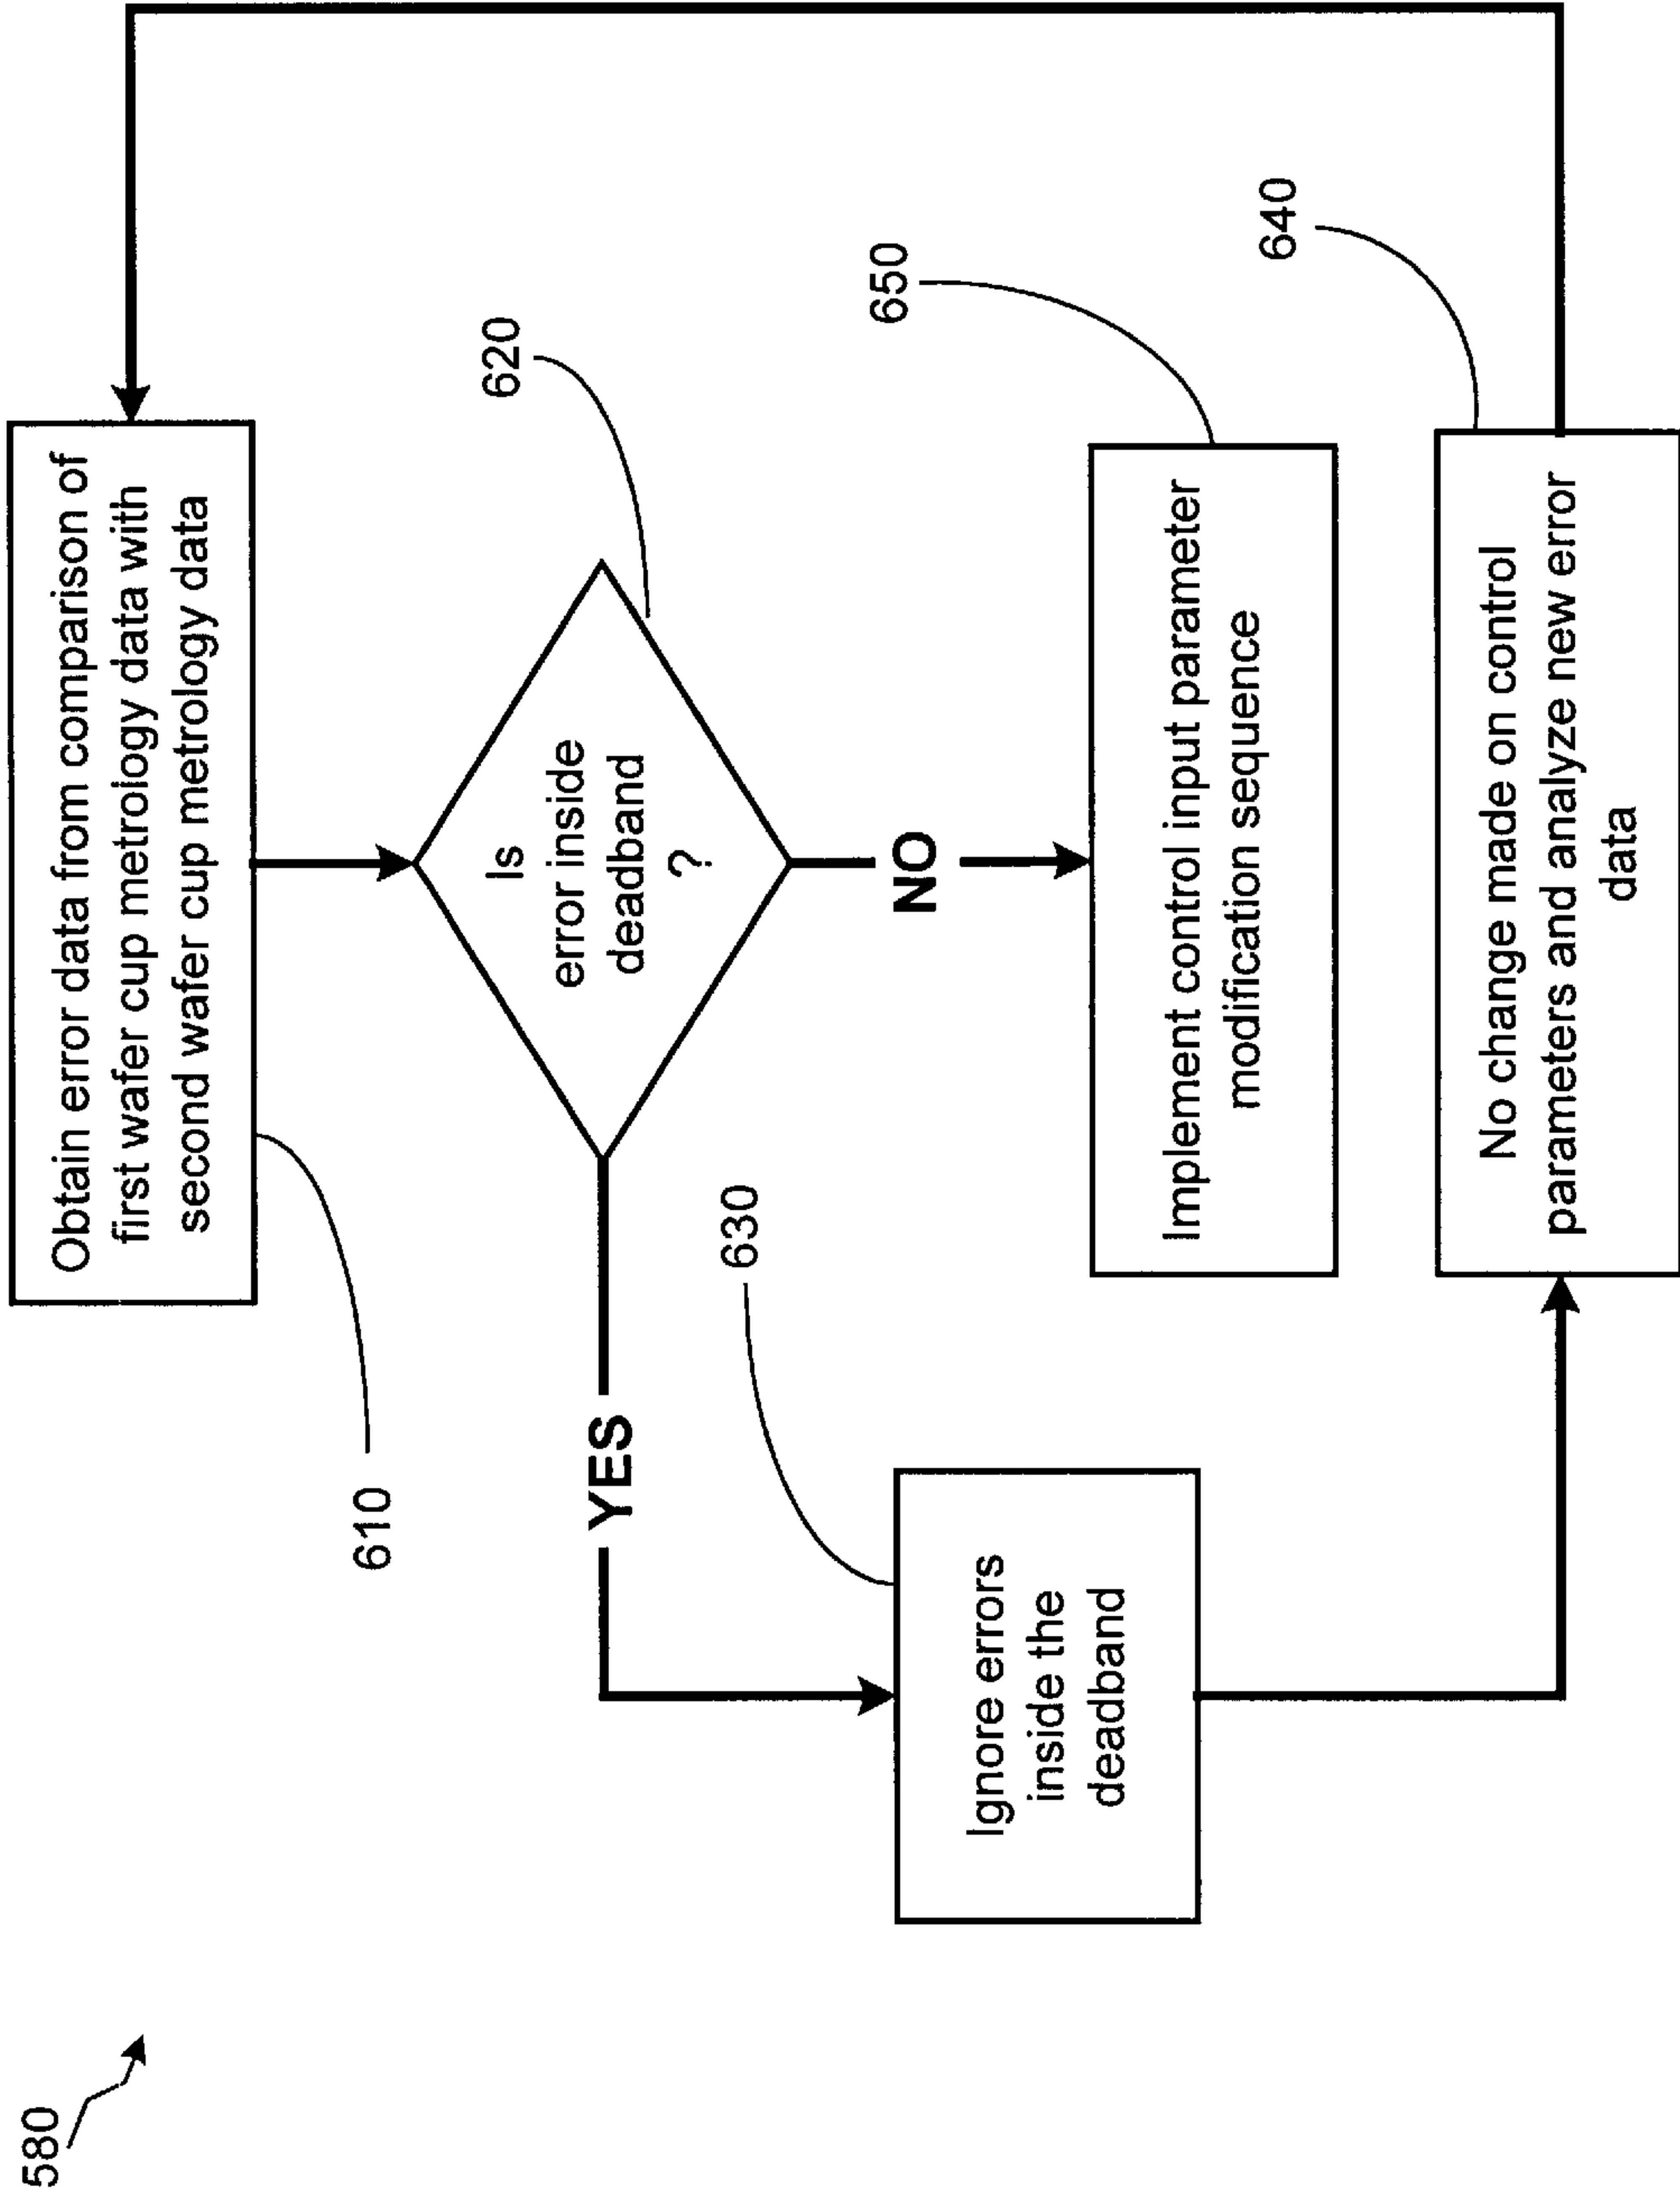 580
Obtain error data from comparison of
first wafer cup metrology data with
second wafer cup metrology data
610
Is
error inside
deadband
?
620
YES
NO
630
Ignore errors
inside the
deadband
650
Implement control input parameter
modification sequence
640
No change made on control
parameters and analyze new error
data